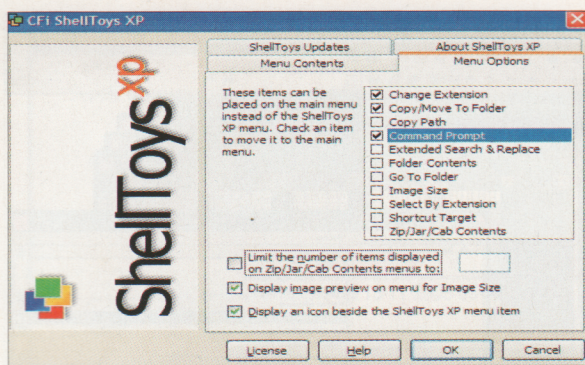 CFi ShellToys XP
ShellToys xp
ShellToys Updates
About ShellToys XP
Menu Contents
Menu Options
These items can be
placed on the main menu
instead of the ShellToys
XP menu. Check an item
to move it to the main
menu.
Change Extension
Copy/Move To Folder
Copy Path
Command Prompt
Extended Search & Replace
Folder Contents
Go To Folder
Image Size
Select By Extension
Shortcut Target
Zip/Jar/Cab Contents
Limit the number of items displayed
on Zip/Jar/Cab Contents menus to:
Display image preview on menu for Image Size
Display an icon beside the ShellToys XP menu item
License
Help
OK
Cancel